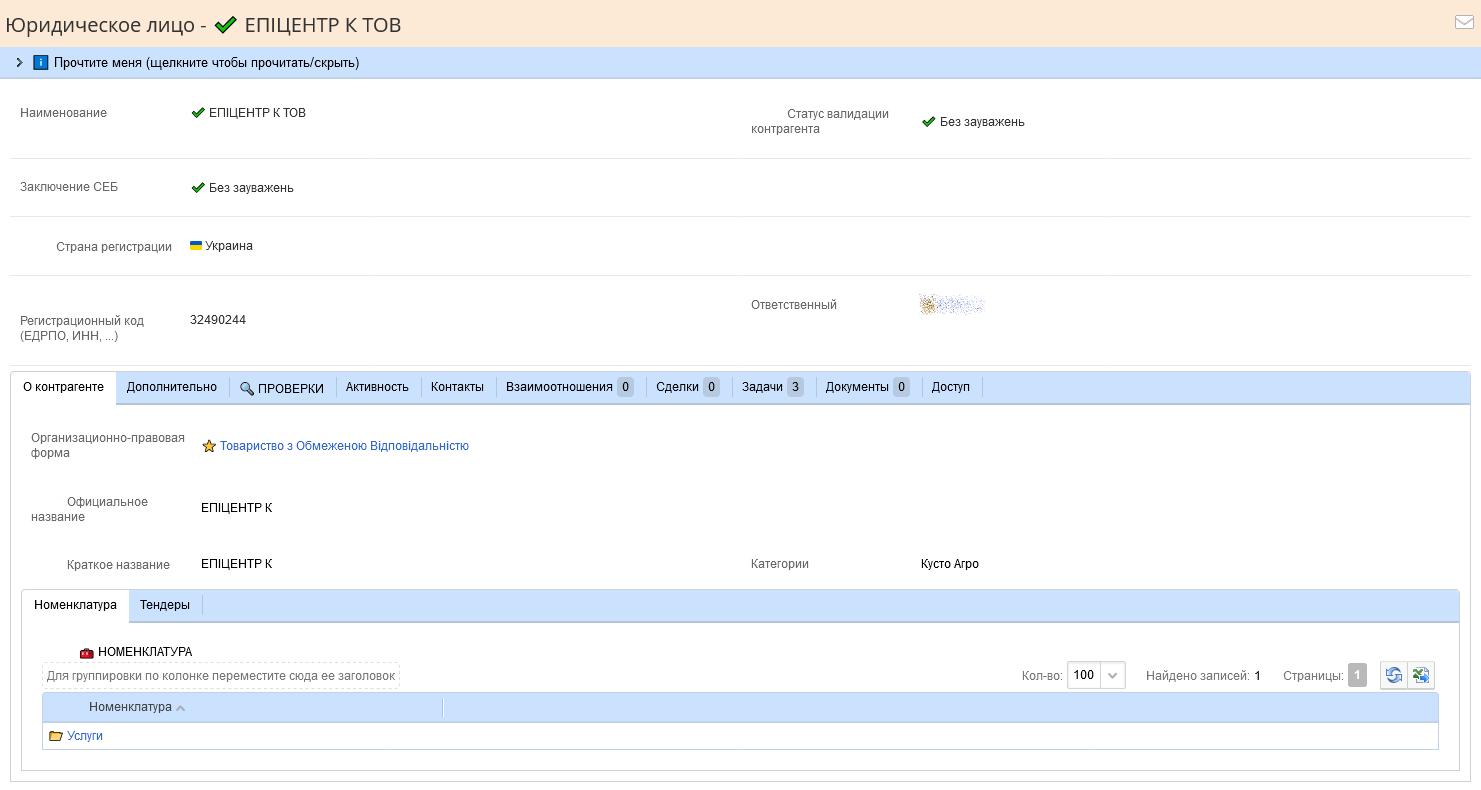 Юридическое лицо - ЕПІЦЕНТР К ТОВ
Прочтите меня (щелкните чтобы прочитать/скрыть)
Наименование
ЕПІЦЕНТР К ТОВ
Статус валидации
контрагента
Без зауважень
Заключение СЕБ
Без зауважень
Страна регистрации
Украина
Регистрационный код
(ЕДРПО, ИНН, ...)
32490244
Ответственный
О контрагенте Дополнительно ПРОВЕРКИ Активность Контакты Взаимоотношения 0 Сделки 0 Задачи 3 Документы 0 Доступ
Организационно-правовая
форма
Товариство з Обмеженою Відповідальністю
Официальное
название
ЕПІЦЕНТР К
Краткое название
ЕПІЦЕНТР К
Категории
Кусто Агро
Номенклатура Тендеры
НОМЕНКЛАТУРА
Для группировки по колонке переместите сюда ее заголовок
Кол-во: 100 Найдено записей: 1 Страницы: 1
Номенклатура
Услуги